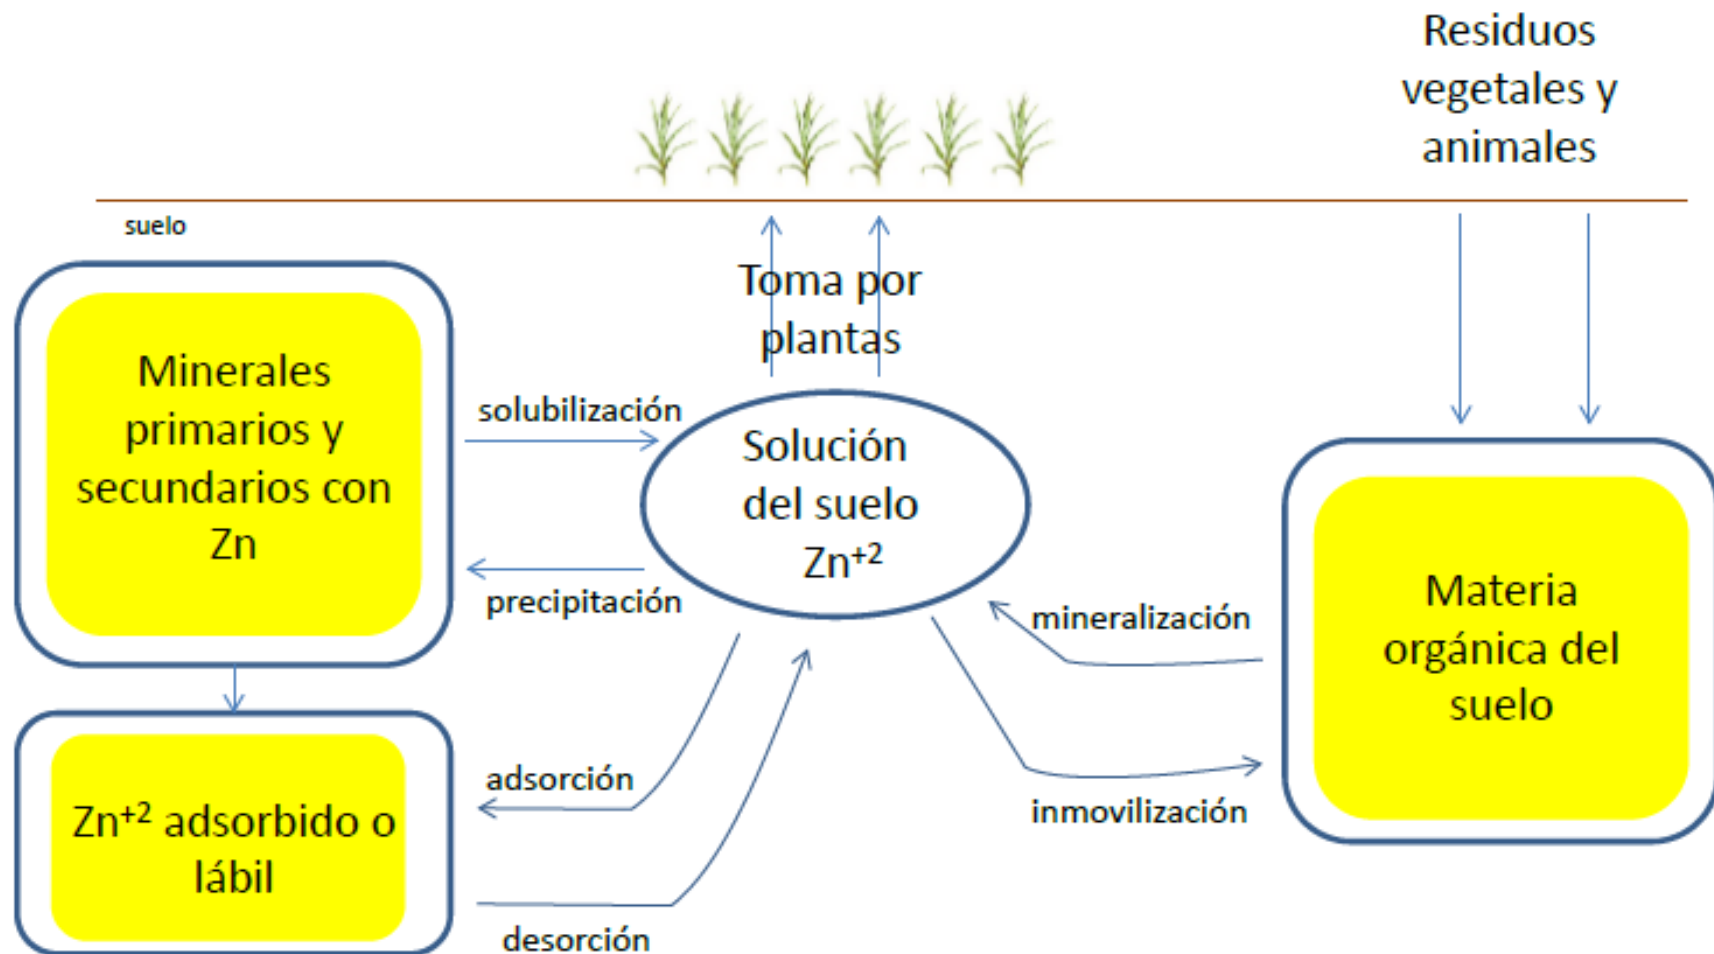 Residuos
vegetales y
animales
suelo
Toma por
plantas
Minerales
primarios y
secundarios con
Zn
solubilización
Solución
del suelo
Zn⁺²
precipitación
mineralización
Materia
orgánica del
suelo
adsorción
inmovilización
Zn⁺² adsorbido o
lábil
desorción